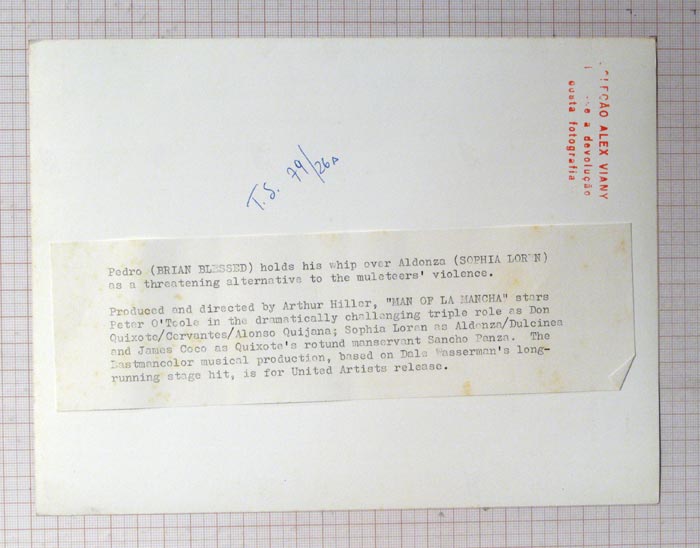 COLEÇÃO ALEX VIANY
a devolução
desta fotografia
T.S. 79/26A
Pedro (BRIAN BLESSED) holds his whip over Aldonza (SOPHIA LOREN)
as a threatening alternative to the muleteers' violence.
Produced and directed by Arthur Hiller, "MAN OF LA MANCHA" stars
Peter O'Toole in the dramatically challenging triple role as Don
Quixote/Cervantes/Alonso Quijana; Sophia Loren as Aldonza/Dulcinea
and James Coco as Quixote's rotund manservant Sancho Panza. The
Eastmancolor musical production, based on Dale Wasserman's long-
running stage hit, is for United Artists release.